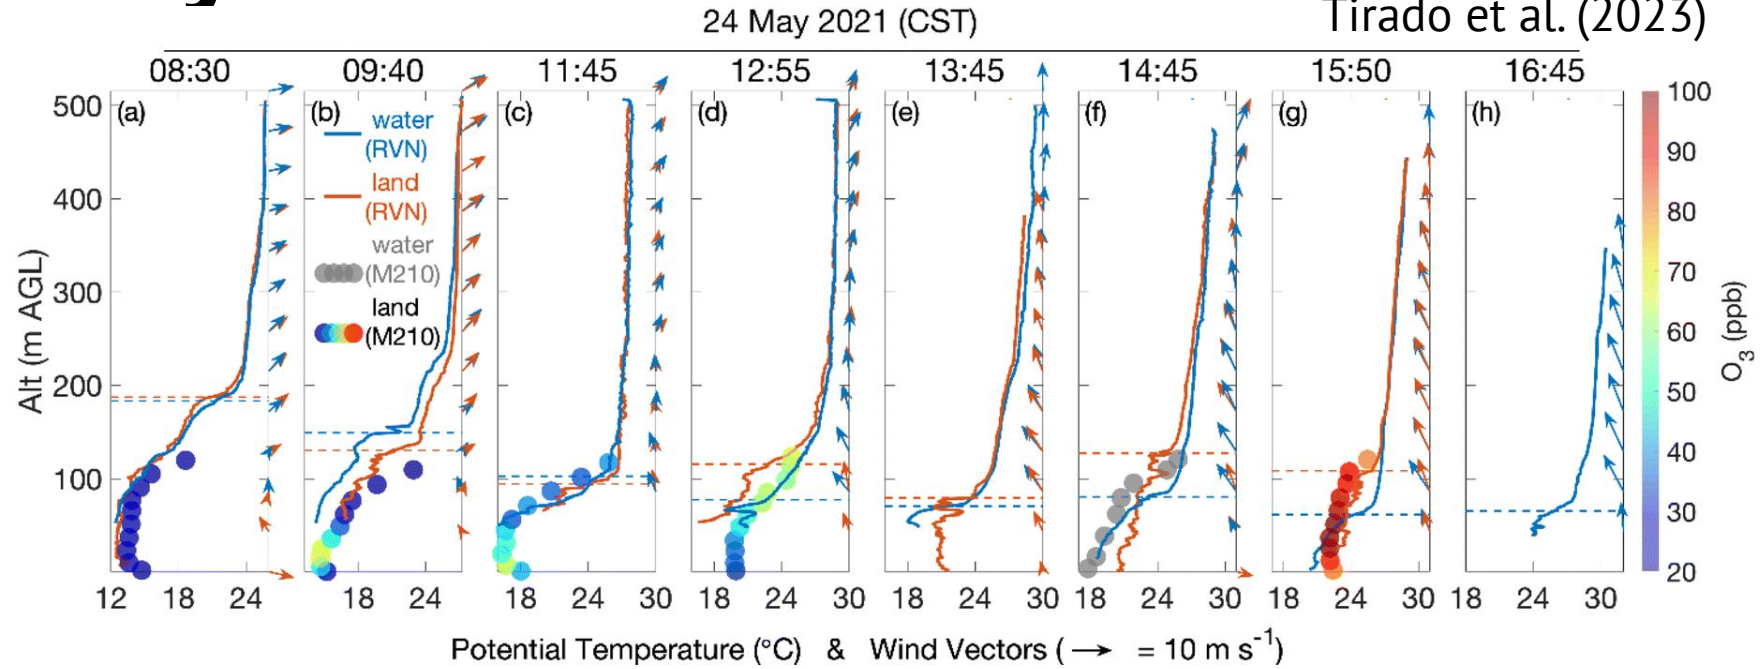 24 May 2021 (CST)
Tirado et al. (2023)
08:30 09:40 11:45 12:55 13:45 14:45 15:50 16:45
(a) (b) (c) (d) (e) (f) (g) (h)
water
(RVN)
land
(RVN)
water
(M210)
land
(M210)
500
400
300
200
100
Alt (m AGL)
12 18 24 18 24 18 24 30 18 24 30 18 24 30 18 24 30 18 24 30 18 24 30
Potential Temperature (°C) & Wind Vectors (→ = 10 m s⁻¹)
100
90
80
70
60
50
40
30
20
O₃ (ppb)